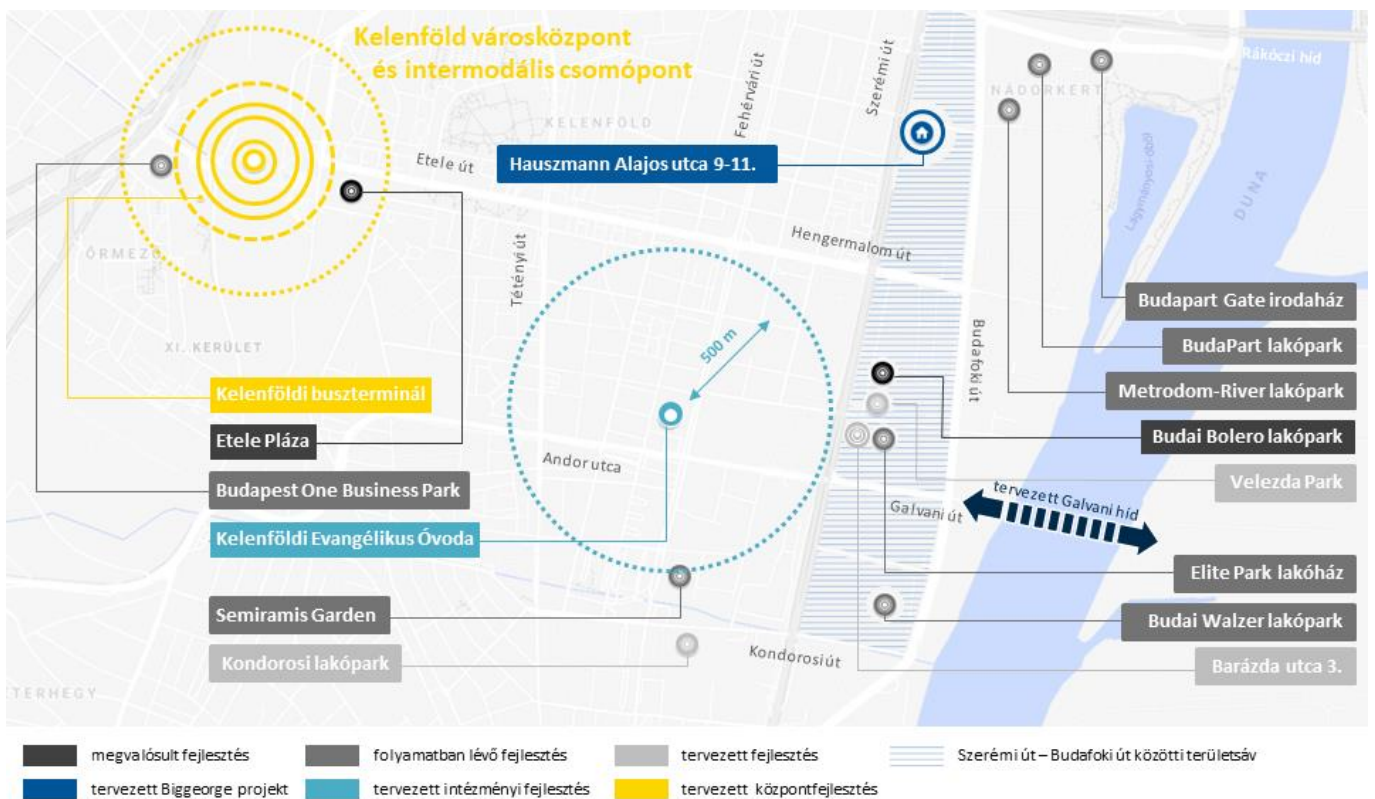 Kelenföld városközpont
és intermodális csomópont
Rákóczi híd
NÁDORKERT
KELENFÖLD
Fehérvári út
Szerémi út
Etele út
Hauszmann Alajos utca 9-11.
Lágymányosi-öböl
DUNA
Hengermalom út
ŐRMEZŐ
Tétényi út
Budapart Gate irodaház
XI. KERÜLET
500 m
Budafoki út
BudaPart lakópark
Kelenföldi buszterminál
Metrodom-River lakópark
Etele Pláza
Budai Bolero lakópark
Andor utca
Budapest One Business Park
Velezda Park
Galvani út
tervezett Galvani híd
Kelenföldi Evangélikus Óvoda
Elite Park lakóház
Semiramis Garden
Budai Walzer lakópark
Kondorosi lakópark
Kondorosi út
Barázda utca 3.
TERHEGY
megvalósult fejlesztés
folyamatban lévő fejlesztés
tervezett fejlesztés
Szerémi út – Budafoki út közötti területsáv
tervezett Biggeorge projekt
tervezett intézményi fejlesztés
tervezett központfejlesztés